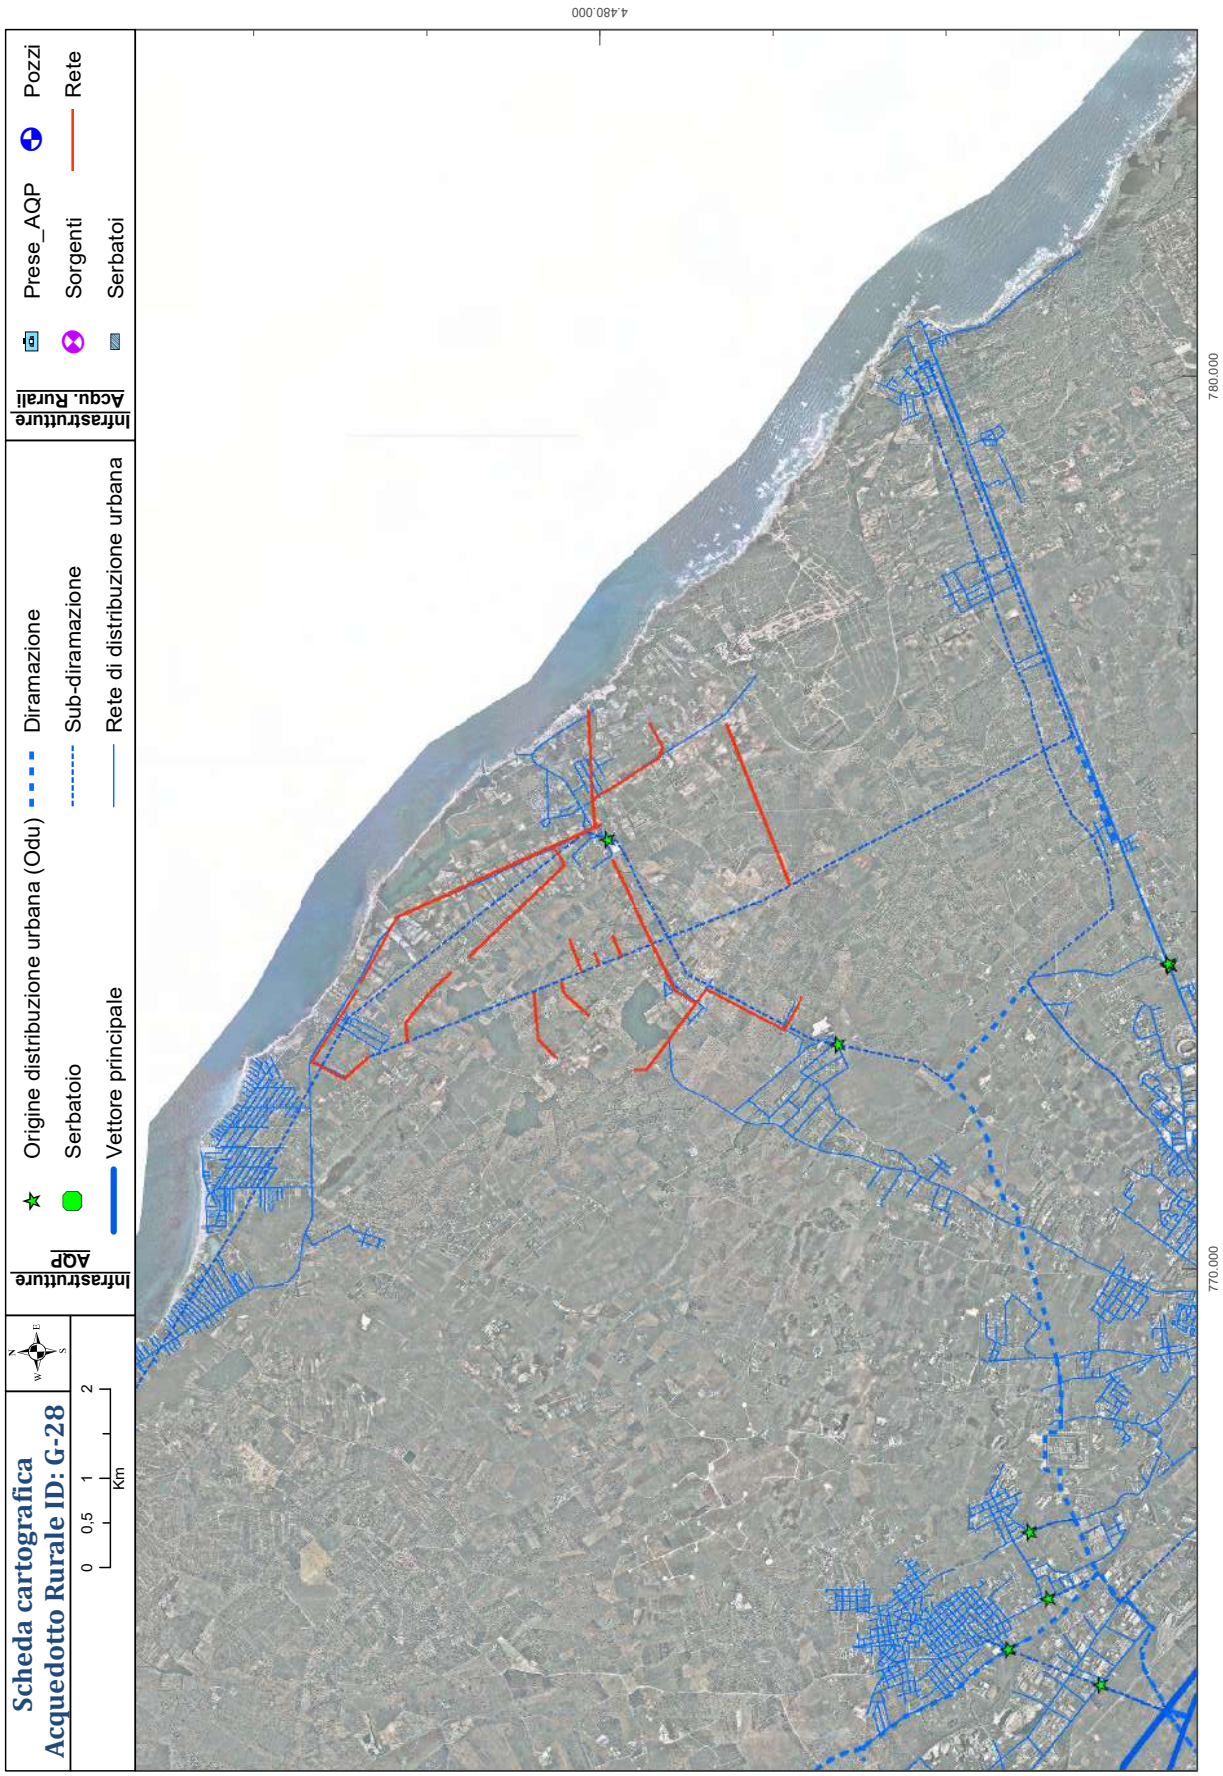 Scheda cartografica
Acquedotto Rurale ID: G-28
0 0,5 1 2
Km
N
W E
S
Infrastrutture
AQP
Origine distribuzione urbana (Odu)
Serbatoio
Vettore principale
Diramazione
Sub-diramazione
Rete di distribuzione urbana
Infrastrutture
Acqu. Rurali
Prese_AQP
Sorgenti
Serbatoi
Pozzi
Rete
4.480.000
770.000
780.000